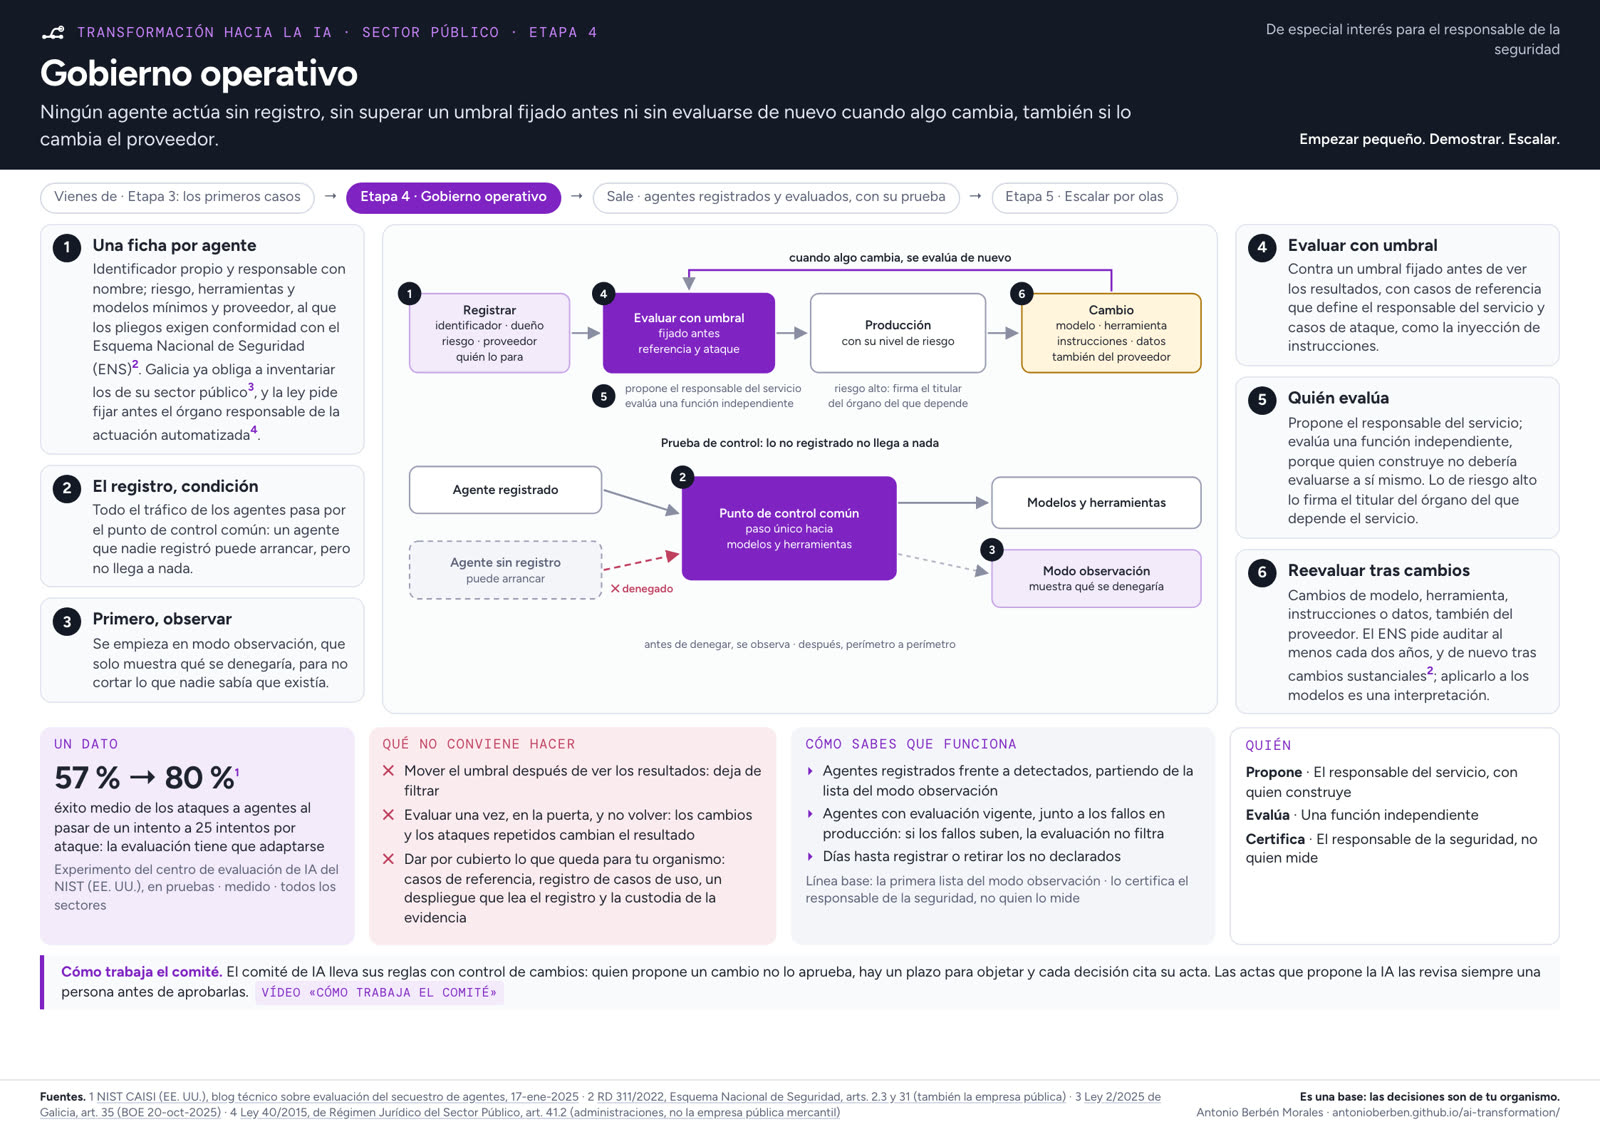 TRANSFORMACIÓN HACIA LA IA · SECTOR PÚBLICO · ETAPA 4
De especial interés para el responsable de la
seguridad
Gobierno operativo
Ningún agente actúa sin registro, sin superar un umbral fijado antes ni sin evaluarse de nuevo cuando algo cambia, también si lo
cambia el proveedor.
Empezar pequeño. Demostrar. Escalar.
Vienes de · Etapa 3: los primeros casos → Etapa 4 · Gobierno operativo → Sale · agentes registrados y evaluados, con su prueba → Etapa 5 · Escalar por olas
1 Una ficha por agente
Identificador propio y responsable con
nombre; riesgo, herramientas y
modelos mínimos y proveedor, al que
los pliegos exigen conformidad con el
Esquema Nacional de Seguridad
(ENS)2. Galicia ya obliga a inventariar
los de su sector público3, y la ley pide
fijar antes el órgano responsable de la
actuación automatizada4.
2 El registro, condición
Todo el tráfico de los agentes pasa por
el punto de control común: un agente
que nadie registró puede arrancar, pero
no llega a nada.
3 Primero, observar
Se empieza en modo observación, que
solo muestra qué se denegaría, para no
cortar lo que nadie sabía que existía.
cuando algo cambia, se evalúa de nuevo
1
Registrar
identificador · dueño
riesgo · proveedor
quién lo para
4
Evaluar con umbral
fijado antes
referencia y ataque
Producción
con su nivel de riesgo
6
Cambio
modelo · herramienta
instrucciones · datos
también del proveedor
5
propone el responsable del servicio
evalúa una función independiente
riesgo alto: firma el titular
del órgano del que depende
Prueba de control: lo no registrado no llega a nada
Agente registrado
Agente sin registro
puede arrancar
✕ denegado
2
Punto de control común
paso único hacia
modelos y herramientas
Modelos y herramientas
3
Modo observación
muestra qué se denegaría
antes de denegar, se observa · después, perímetro a perímetro
4 Evaluar con umbral
Contra un umbral fijado antes de ver
los resultados, con casos de referencia
que define el responsable del servicio y
casos de ataque, como la inyección de
instrucciones.
5 Quién evalúa
Propone el responsable del servicio;
evalúa una función independiente,
porque quien construye no debería
evaluarse a sí mismo. Lo de riesgo alto
lo firma el titular del órgano del que
depende el servicio.
6 Reevaluar tras cambios
Cambios de modelo, herramienta,
instrucciones o datos, también del
proveedor. El ENS pide auditar al
menos cada dos años, y de nuevo tras
cambios sustanciales2; aplicarlo a los
modelos es una interpretación.
UN DATO
57 % → 80 %1
éxito medio de los ataques a agentes al
pasar de un intento a 25 intentos por
ataque: la evaluación tiene que adaptarse
Experimento del centro de evaluación de IA del
NIST (EE. UU.), en pruebas · medido · todos los
sectores
QUÉ NO CONVIENE HACER
✕ Mover el umbral después de ver los resultados: deja de
filtrar
✕ Evaluar una vez, en la puerta, y no volver: los cambios
y los ataques repetidos cambian el resultado
✕ Dar por cubierto lo que queda para tu organismo:
casos de referencia, registro de casos de uso, un
despliegue que lea el registro y la custodia de la
evidencia
CÓMO SABES QUE FUNCIONA
Agentes registrados frente a detectados, partiendo de la
lista del modo observación
Agentes con evaluación vigente, junto a los fallos en
producción: si los fallos suben, la evaluación no filtra
Días hasta registrar o retirar los no declarados
Línea base: la primera lista del modo observación · lo certifica el
responsable de la seguridad, no quien lo mide
QUIÉN
Propone · El responsable del servicio, con
quien construye
Evalúa · Una función independiente
Certifica · El responsable de la seguridad, no
quien mide
Cómo trabaja el comité. El comité de IA lleva sus reglas con control de cambios: quien propone un cambio no lo aprueba, hay un plazo para objetar y cada decisión cita su acta. Las actas que propone la IA las revisa siempre una
persona antes de aprobarlas. VÍDEO «CÓMO TRABAJA EL COMITÉ»
Fuentes. 1 NIST CAISI (EE. UU.), blog técnico sobre evaluación del secuestro de agentes, 17-ene-2025 · 2 RD 311/2022, Esquema Nacional de Seguridad, arts. 2.3 y 31 (también la empresa pública) · 3 Ley 2/2025 de
Galicia, art. 35 (BOE 20-oct-2025) · 4 Ley 40/2015, de Régimen Jurídico del Sector Público, art. 41.2 (administraciones, no la empresa pública mercantil)
Es una base: las decisiones son de tu organismo.
Antonio Berbén Morales · antonioberben.github.io/ai-transformation/